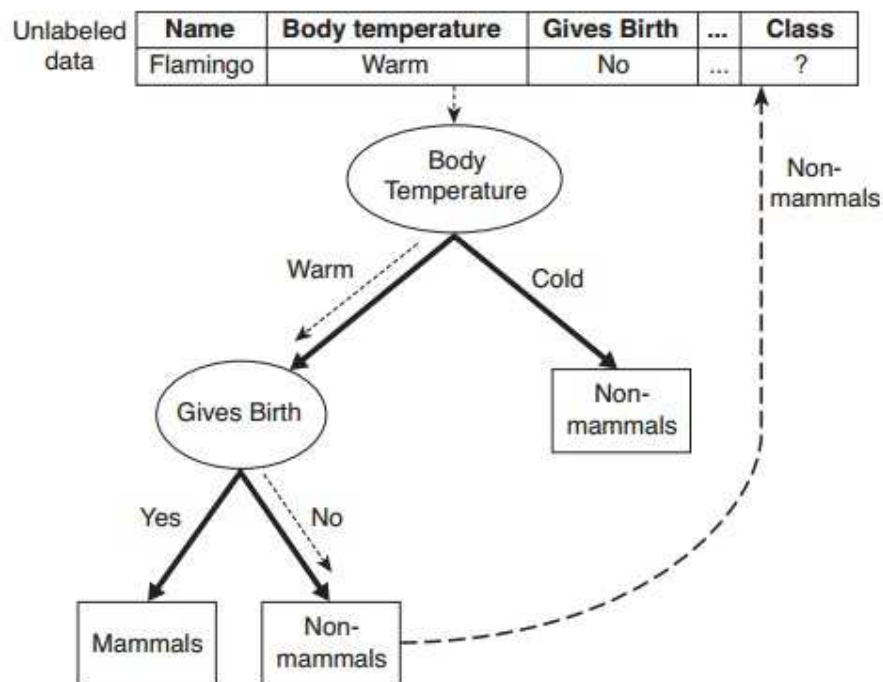 Unlabeled
data
Name Body temperature Gives Birth ... Class
Flamingo Warm No ... ?
Body
Temperature
Non-
mammals
Warm
Cold
Gives Birth
Non-
mammals
Yes
No
Mammals
Non-
mammals